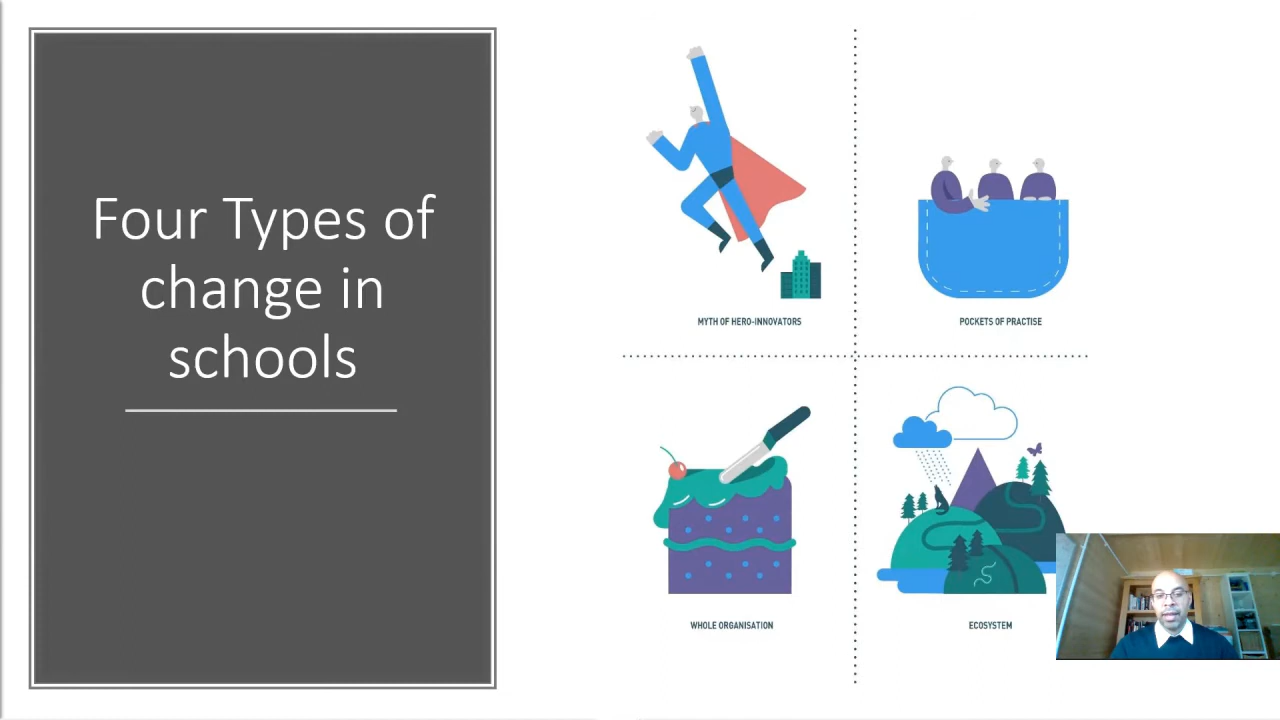 Four Types of
change in
schools
MYTH OF HERO-INNOVATORS
POCKETS OF PRACTISE
WHOLE ORGANISATION
ECOSYSTEM